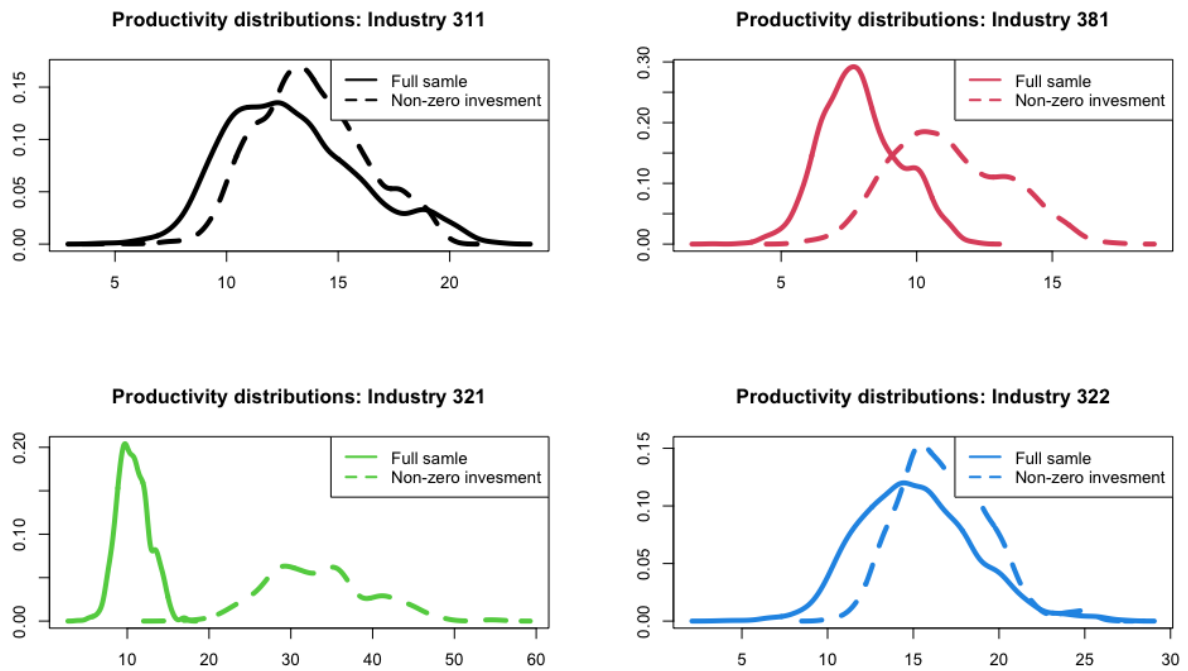 Productivity distributions: Industry 311
0.15
0.10
0.05
0.00
Full samle
Non-zero invesment
5 10 15 20
Productivity distributions: Industry 381
0.30
0.20
0.10
0.00
Full samle
Non-zero invesment
5 10 15
Productivity distributions: Industry 321
0.20
0.10
0.00
Full samle
Non-zero invesment
10 20 30 40 50 60
Productivity distributions: Industry 322
0.15
0.10
0.05
0.00
Full samle
Non-zero invesment
5 10 15 20 25 30